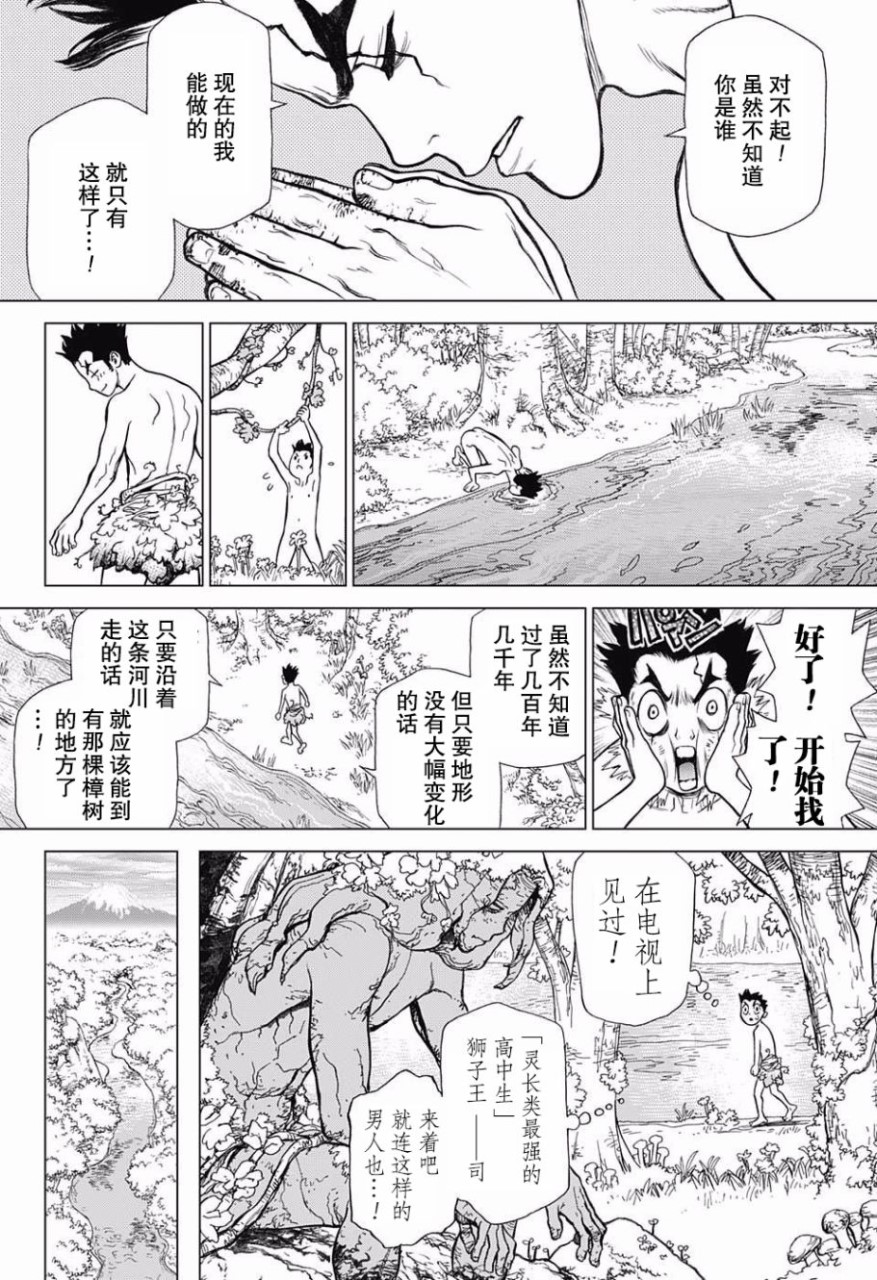 对不起！
虽然不知道
你是谁
现在的我
能做的
就只有
这样了…！
好了！开始找
了！
虽然不知道
过了几百年
几千年
但只要地形
没有大幅变化
的话
只要沿着
这条河川
走的话
就应该能到
有那棵樟树
的地方了
…！
在电视上
见过！
「灵长类最强的
高中生」
狮子王——司
来着吧
就连这样的
男人也…！